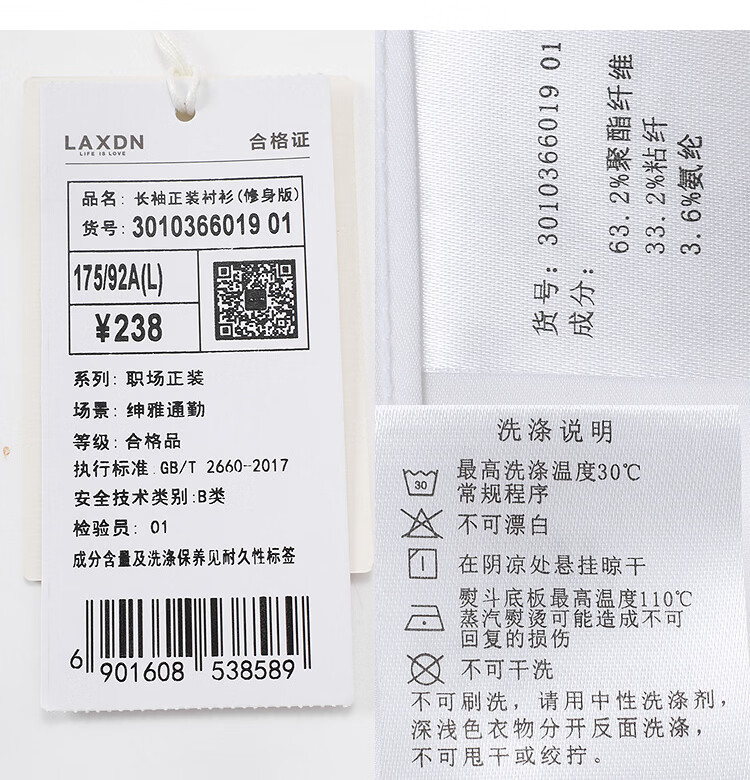 LAXDN
LIFE IS LOVE
合格证
品名: 长袖正装衬衫(修身版)
货号: 3010366019 01
175/92A(L)
¥238
系列: 职场正装
场景: 绅雅通勤
等级: 合格品
执行标准 GB/T 2660-2017
安全技术类别:B类
检验员: 01
成分含量及洗涤保养见耐久性标签
6 901608 538589
货号: 3010366019 01
成分:
63.2%聚酯纤维
33.2%粘纤
3.6%氨纶
洗涤说明
30
最高洗涤温度30℃
常规程序
不可漂白
在阴凉处悬挂晾干
熨斗底板最高温度110℃
蒸汽熨烫可能造成不可
回复的损伤
不可干洗
不可刷洗，请用中性洗涤剂，
深浅色衣物分开反面洗涤，
不可甩干或绞拧。